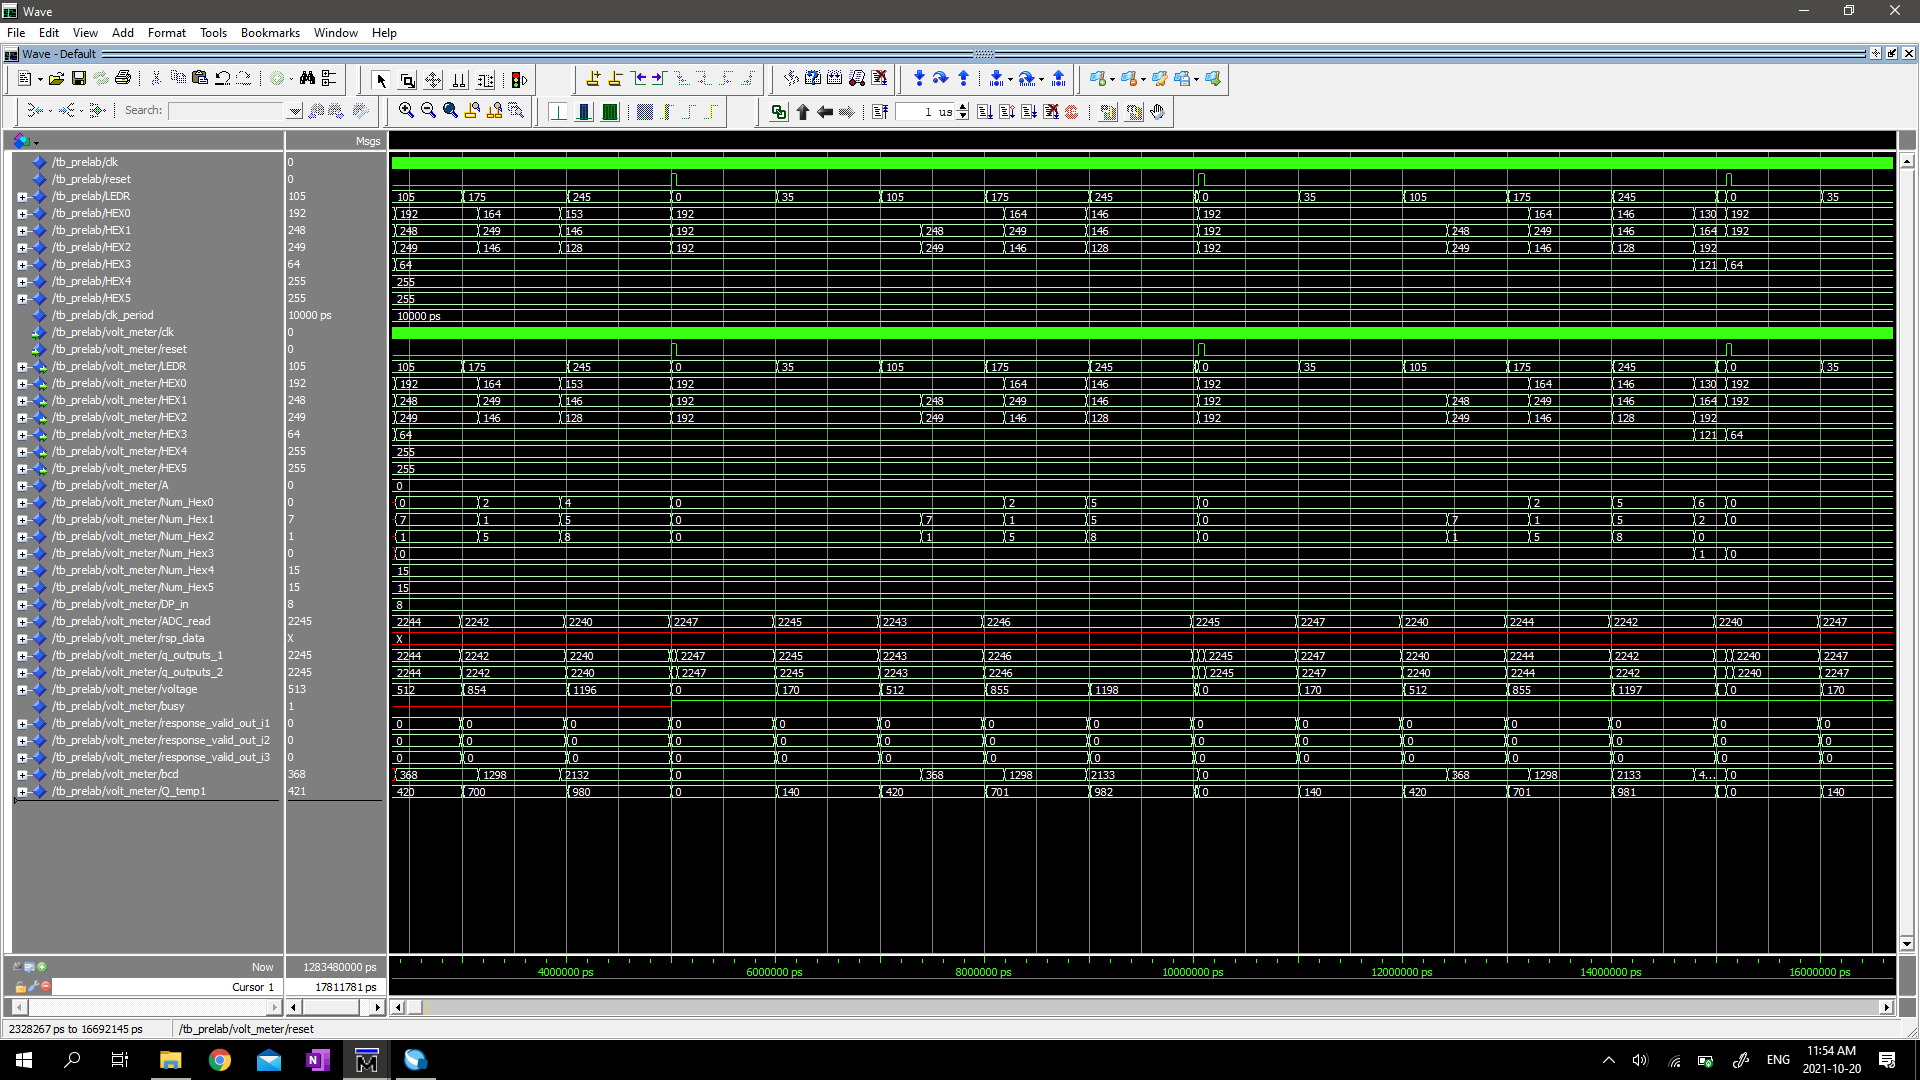 Wave
File Edit View Add Format Tools Bookmarks Window Help
Wave - Default
Search:
1 us
Msgs
/tb_prelab/clk 0
/tb_prelab/reset 0
/tb_prelab/LEDR 105 105 175 245 0 35 105 175 245 0 35 105 175 245 0 35
/tb_prelab/HEX0 192 192 164 153 192 164 146 192 164 146 130 192
/tb_prelab/HEX1 248 248 249 146 192 248 249 146 192 248 249 146 164 192
/tb_prelab/HEX2 249 249 146 128 192 249 146 128 192 249 146 128 192
/tb_prelab/HEX3 64 64 121 64
/tb_prelab/HEX4 255 255
/tb_prelab/HEX5 255 255
/tb_prelab/clk_period 10000 ps 10000 ps
/tb_prelab/volt_meter/clk 0
/tb_prelab/volt_meter/reset 0
/tb_prelab/volt_meter/LEDR 105 105 175 245 0 35 105 175 245 0 35 105 175 245 0 35
/tb_prelab/volt_meter/HEX0 192 192 164 153 192 164 146 192 164 146 130 192
/tb_prelab/volt_meter/HEX1 248 248 249 146 192 248 249 146 192 248 249 146 164 192
/tb_prelab/volt_meter/HEX2 249 249 146 128 192 249 146 128 192 249 146 128 192
/tb_prelab/volt_meter/HEX3 64 64 121 64
/tb_prelab/volt_meter/HEX4 255 255
/tb_prelab/volt_meter/HEX5 255 255
/tb_prelab/volt_meter/A 0 0
/tb_prelab/volt_meter/Num_Hex0 0 0 2 4 0 2 5 0 2 5 6 0
/tb_prelab/volt_meter/Num_Hex1 7 7 1 5 0 7 1 5 0 7 1 5 2 0
/tb_prelab/volt_meter/Num_Hex2 1 1 5 8 0 1 5 8 0 1 5 8 0
/tb_prelab/volt_meter/Num_Hex3 0 0 1 0
/tb_prelab/volt_meter/Num_Hex4 15 15
/tb_prelab/volt_meter/Num_Hex5 15 15
/tb_prelab/volt_meter/DP_in 8 8
/tb_prelab/volt_meter/ADC_read 2245 2244 2242 2240 2247 2245 2243 2246 2245 2247 2240 2244 2242 2240 2247
/tb_prelab/volt_meter/rsp_data X X
/tb_prelab/volt_meter/q_outputs_1 2245 2244 2242 2240 2247 2245 2243 2246 2245 2247 2240 2244 2242 2240 2247
/tb_prelab/volt_meter/q_outputs_2 2245 2244 2242 2240 2247 2245 2243 2246 2245 2247 2240 2244 2242 2240 2247
/tb_prelab/volt_meter/voltage 513 512 854 1196 0 170 512 855 1198 0 170 512 855 1197 0 170
/tb_prelab/volt_meter/busy 1
/tb_prelab/volt_meter/response_valid_out_i1 0 0 0 0 0 0 0 0 0 0 0 0 0 0 0 0
/tb_prelab/volt_meter/response_valid_out_i2 0 0 0 0 0 0 0 0 0 0 0 0 0 0 0 0
/tb_prelab/volt_meter/response_valid_out_i3 0 0 0 0 0 0 0 0 0 0 0 0 0 0 0 0
/tb_prelab/volt_meter/bcd 368 368 1298 2132 0 368 1298 2133 0 368 1298 2133 4... 0
/tb_prelab/volt_meter/Q_temp1 421 420 700 980 0 140 420 701 982 0 140 420 701 981 0 140
Now 1283480000 ps 4000000 ps 6000000 ps 8000000 ps 10000000 ps 12000000 ps 14000000 ps 16000000 ps
Cursor 1 17811781 ps
2328267 ps to 16692145 ps /tb_prelab/volt_meter/reset
ENG 11:54 AM
2021-10-20